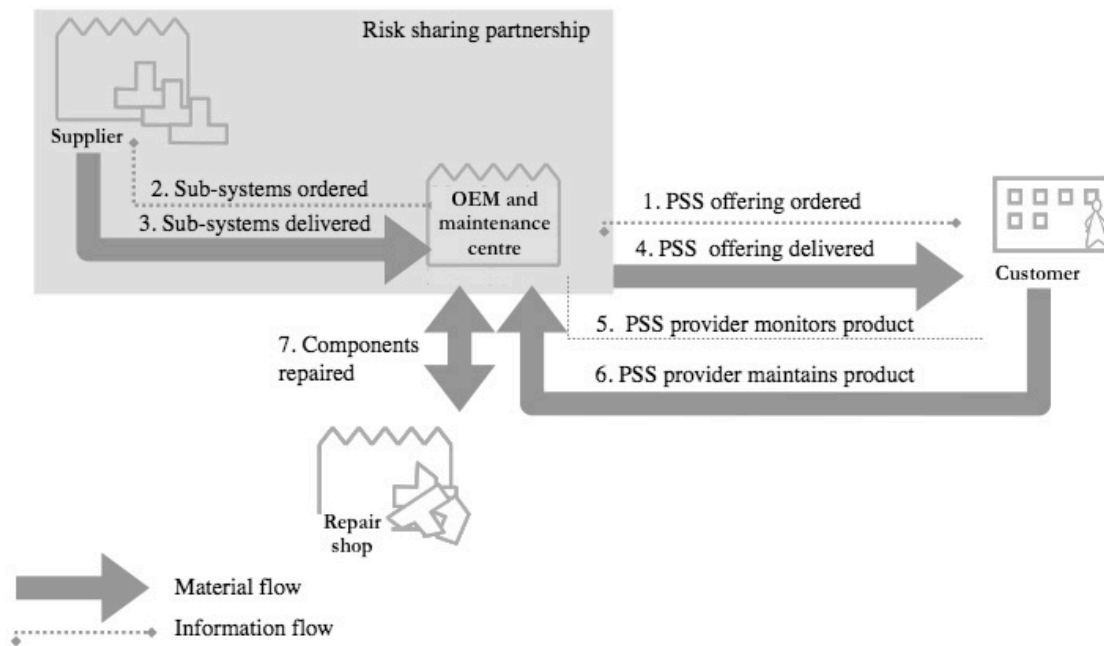 Risk sharing partnership
Supplier
2. Sub-systems ordered
3. Sub-systems delivered
OEM and
maintenance
centre
1. PSS offering ordered
4. PSS offering delivered
Customer
5. PSS provider monitors product
6. PSS provider maintains product
7. Components
repaired
Repair
shop
Material flow
Information flow